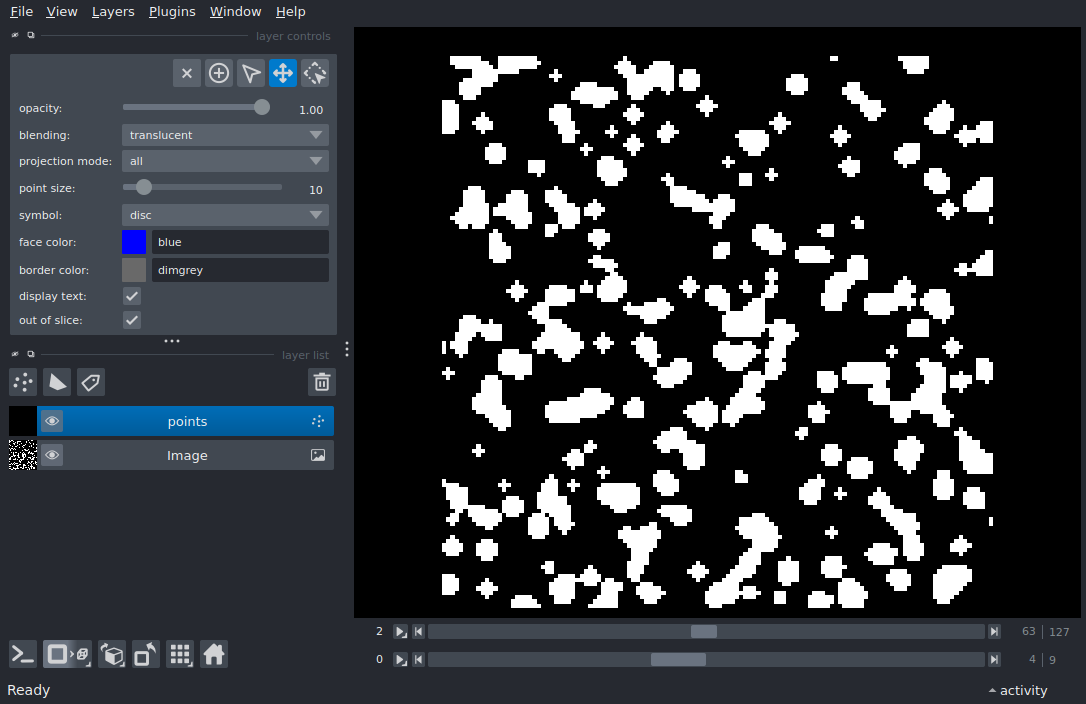 File View Layers Plugins Window Help
layer controls
opacity: 1.00
blending: translucent
projection mode: all
point size: 10
symbol: disc
face color: blue
border color: dimgrey
display text:
out of slice:
layer list
points
Image
2 63 127
0 4 9
Ready activity